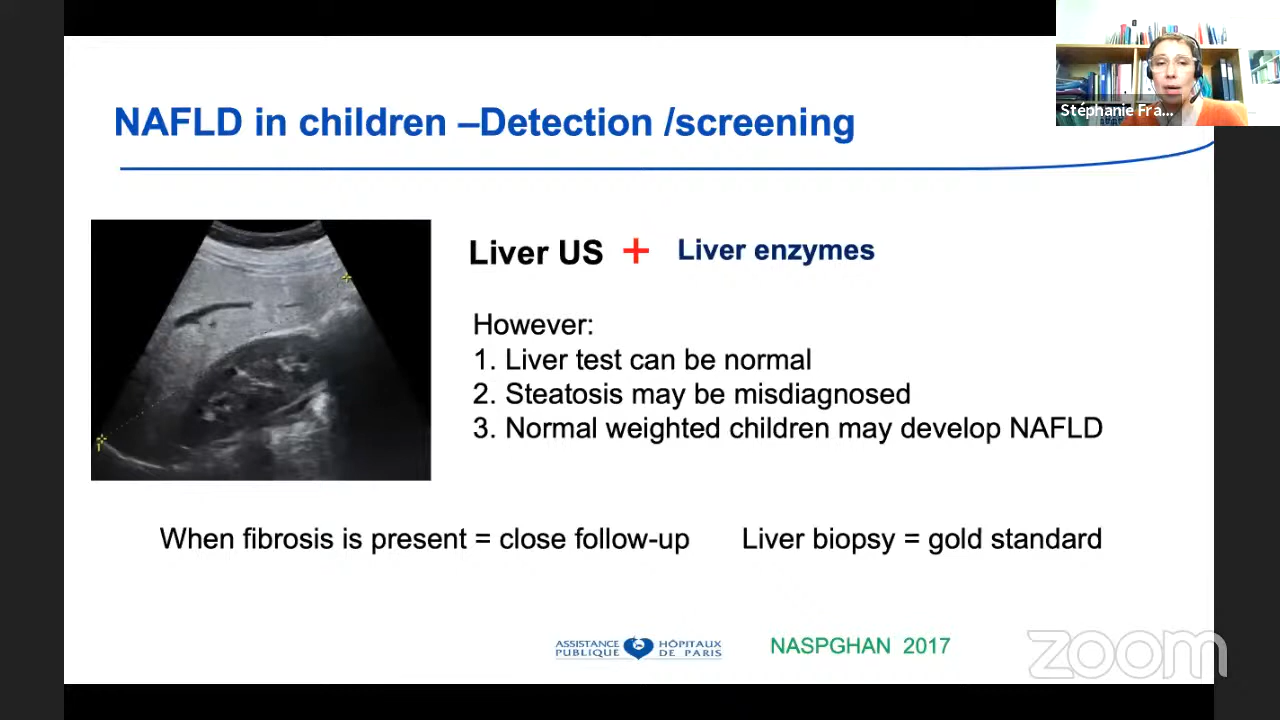 Stéphanie Fra...
NAFLD in children –Detection /screening
Liver US + Liver enzymes
However:
1. Liver test can be normal
2. Steatosis may be misdiagnosed
3. Normal weighted children may develop NAFLD
When fibrosis is present = close follow-up
Liver biopsy = gold standard
ASSISTANCE PUBLIQUE
HÔPITAUX DE PARIS
NASPGHAN 2017
zoom